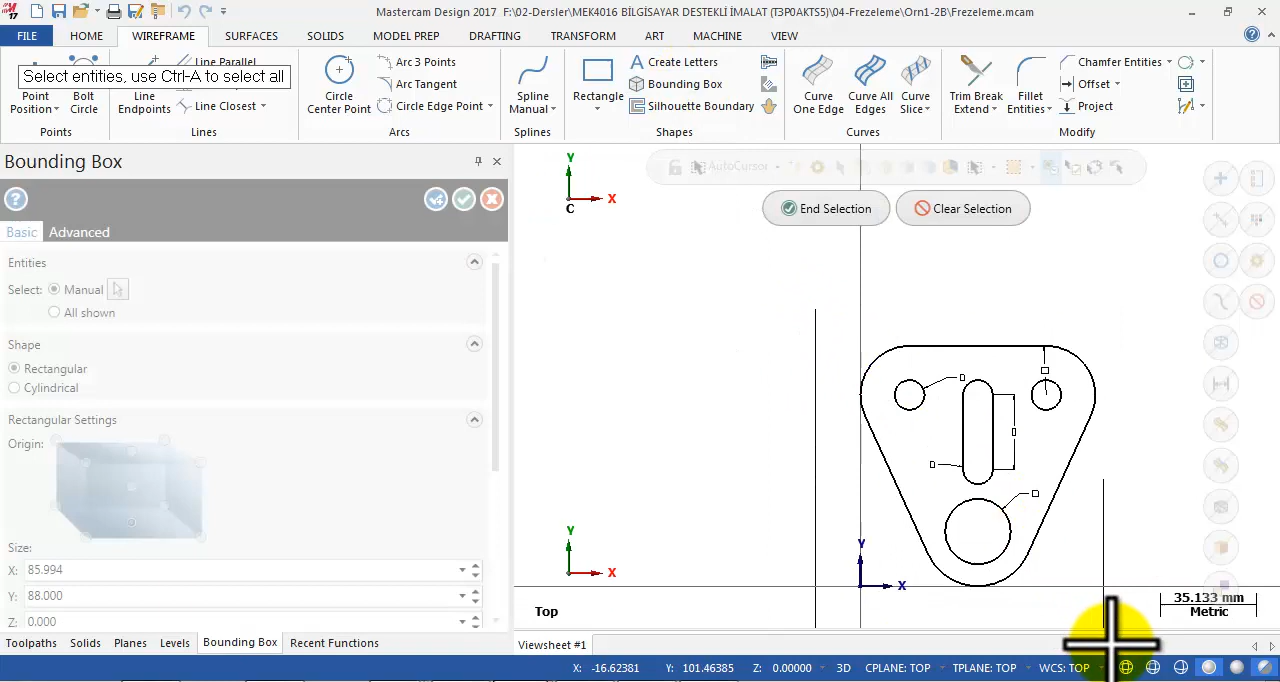 Mastercam Design 2017 F:\02-Dersler\MEK4016 BİLGİSAYAR DESTEKLİ İMALAT (T3P0AKTS5)\04-Frezeleme\Orn1-2B\Frezeleme.mcam
17
FILE HOME WIREFRAME SURFACES SOLIDS MODEL PREP DRAFTING TRANSFORM ART MACHINE VIEW
Line Parallel Arc 3 Points Create Letters Chamfer Entities
Select entities, use Ctrl-A to select all
Arc Tangent Bounding Box Offset
Point Position Bolt Circle Line Endpoints Line Closest Circle Center Point Arc Circle Edge Point Spline Manual Rectangle Silhouette Boundary Curve One Edge Curve All Edges Curve Slice Trim Break Extend Fillet Entities Project
Points Lines Arcs Splines Shapes Curves Modify
Bounding Box
Basic Advanced
Entities
Select: Manual
All shown
Shape
Rectangular
Cylindrical
Rectangular Settings
Origin:
Size:
X: 85.994
Y: 88.000
Z: 0.000
Toolpaths Solids Planes Levels Bounding Box Recent Functions
AutoCursor
End Selection Clear Selection
Y
X
C
Y
X
Y
X
Top
35.133 mm
Metric
Viewsheet #1
X: -16.62381 Y: 101.46385 Z: 0.00000 3D CPLANE: TOP TPLANE: TOP WCS: TOP